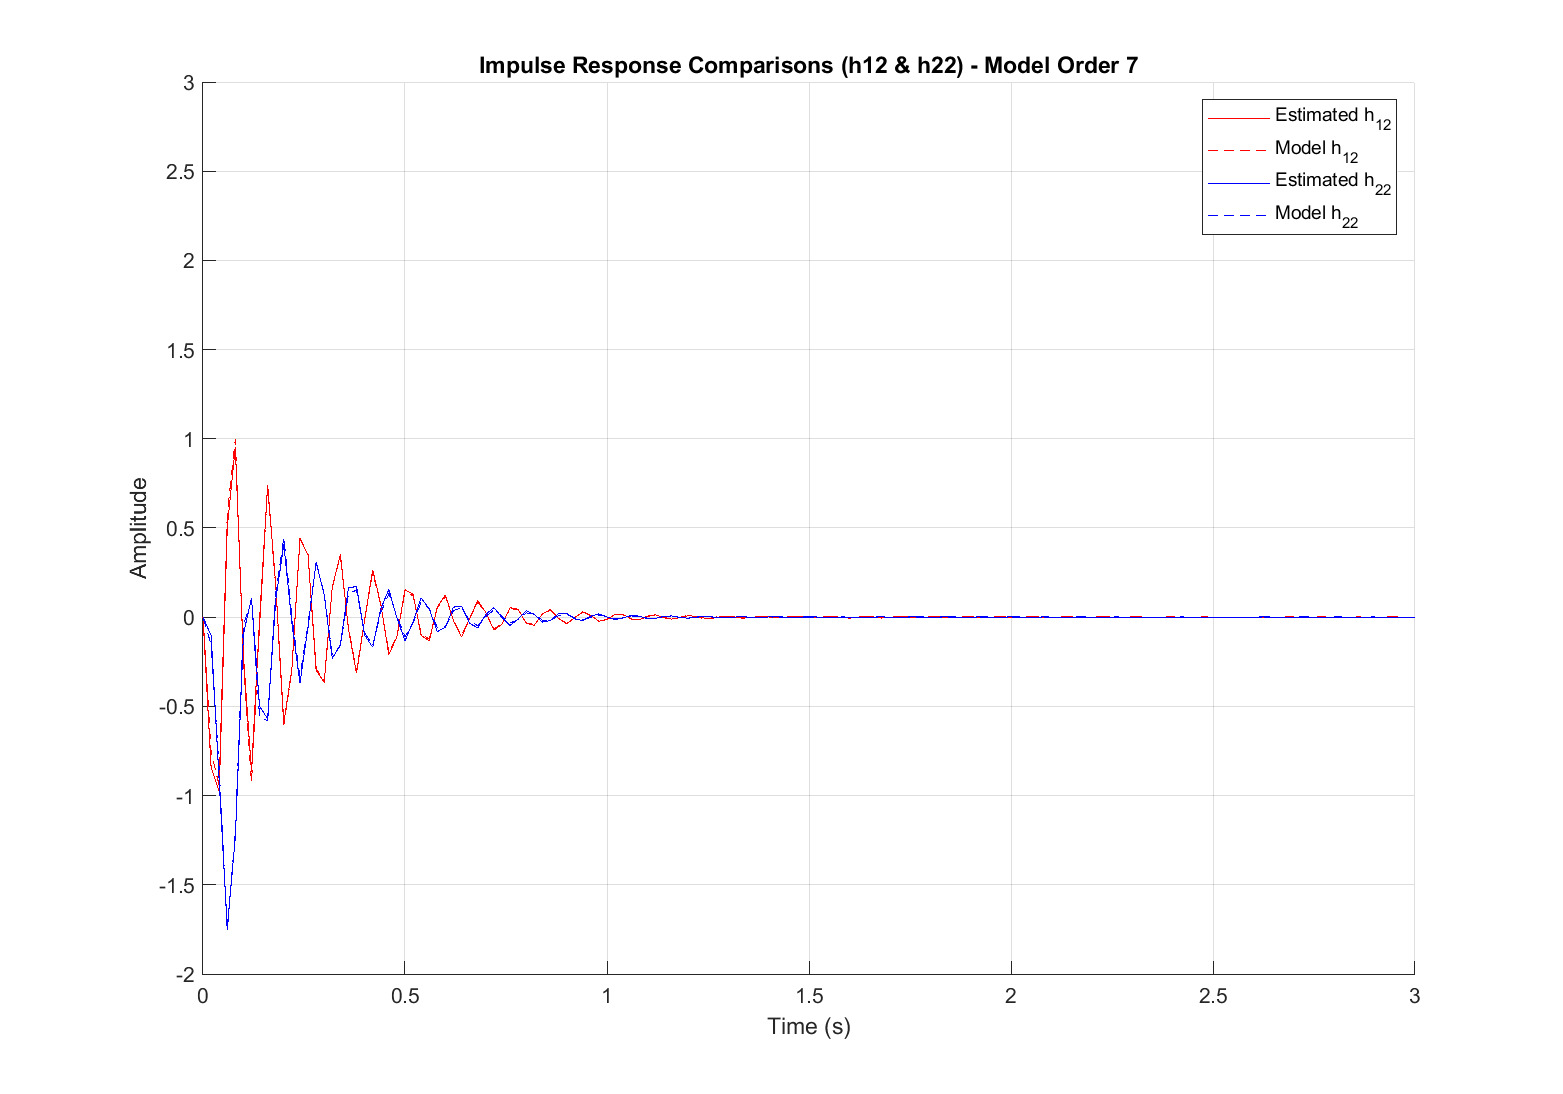 Impulse Response Comparisons (h12 & h22) - Model Order 7
3
2.5
2
1.5
1
0.5
0
-0.5
-1
-1.5
-2
Amplitude
Estimated h12
Model h12
Estimated h22
Model h22
0 0.5 1 1.5 2 2.5 3
Time (s)